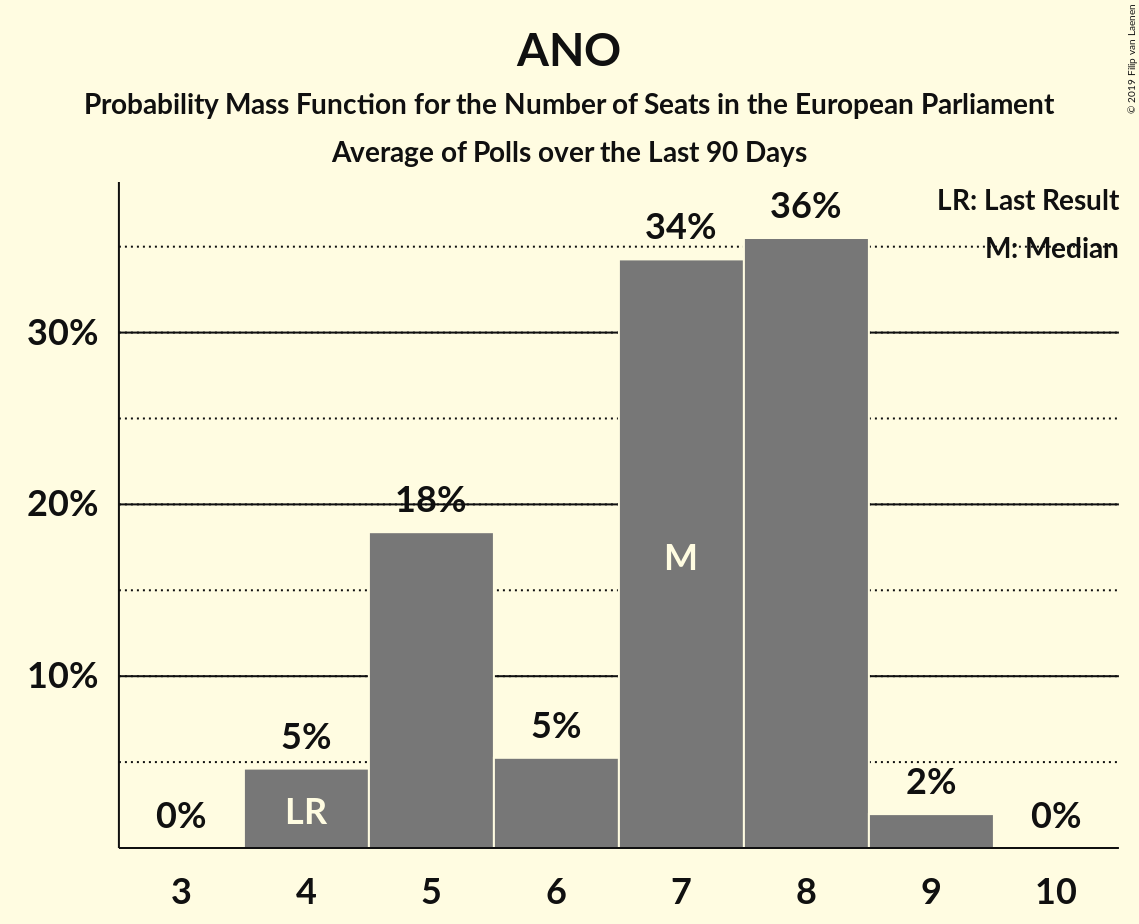 ANO
Probability Mass Function for the Number of Seats in the European Parliament
Average of Polls over the Last 90 Days
© 2019 Filip van Laenen
LR: Last Result
M: Median
30%
20%
10%
0%
5%
18%
5%
34%
36%
2%
0%
LR
M
3 4 5 6 7 8 9 10